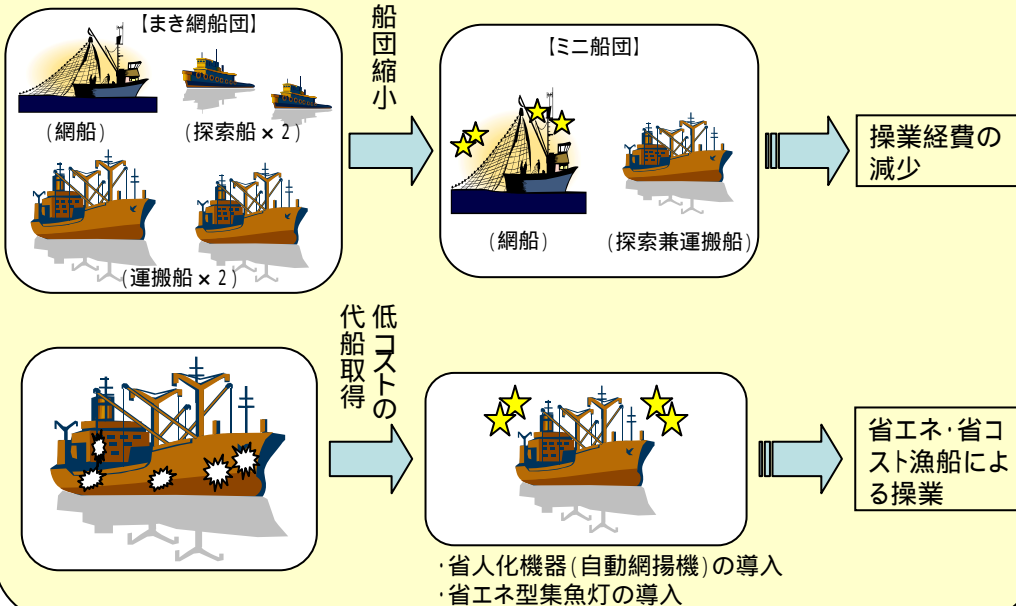 【まき網船団】
(網船)
(探索船×2)
(運搬船×2)
船団縮小
【ミニ船団】
(網船)
(探索兼運搬船)
操業経費の
減少
低コストの
代船取得
・省人化機器(自動網揚機)の導入
・省エネ型集魚灯の導入
省エネ・省コ
スト漁船によ
る操業